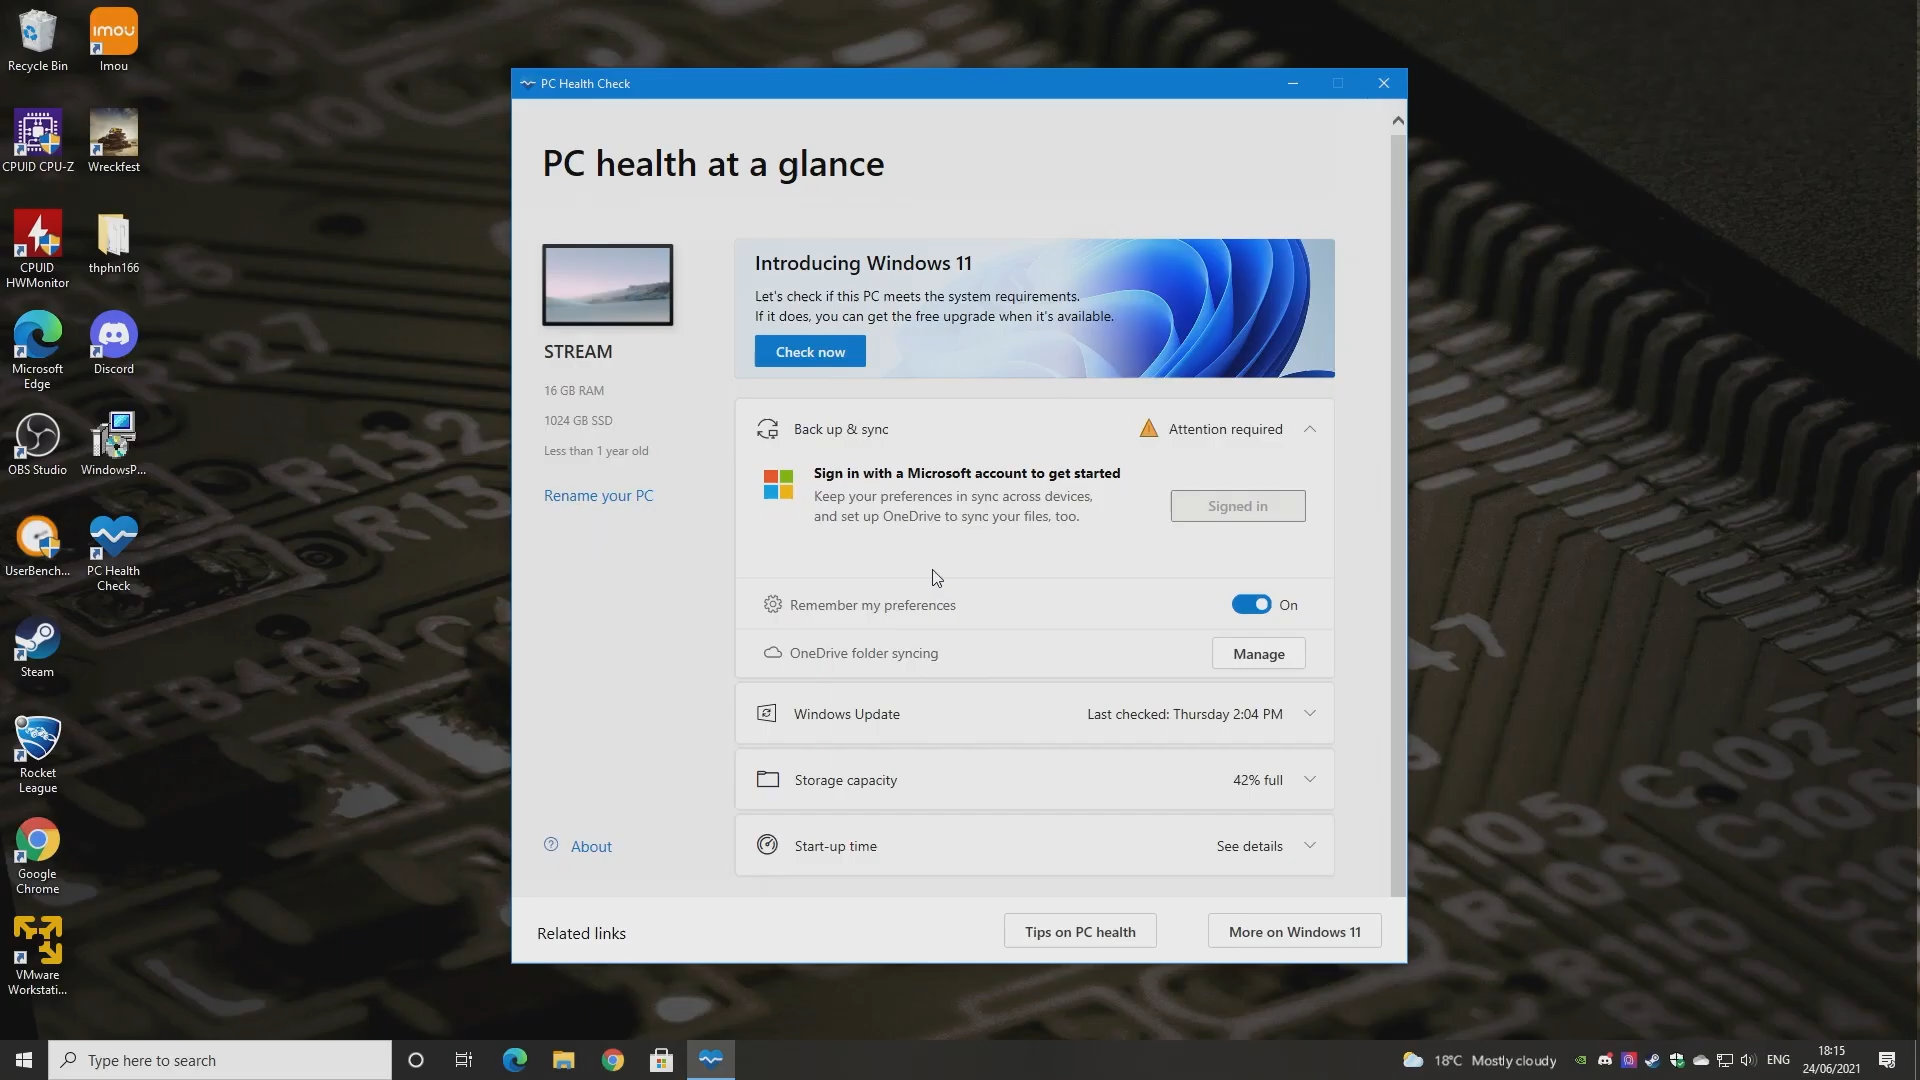 Recycle Bin
imou
Imou
CPUID CPU-Z
Wreckfest
CPUID
HWMonitor
thphn166
Microsoft
Edge
Discord
OBS Studio
WindowsP...
UserBench...
PC Health
Check
Steam
Rocket
League
Google
Chrome
VMware
Workstati...
PC Health Check
PC health at a glance
STREAM
16 GB RAM
1024 GB SSD
Less than 1 year old
Rename your PC
About
Introducing Windows 11
Let's check if this PC meets the system requirements.
If it does, you can get the free upgrade when it's available.
Check now
Back up & sync
Attention required
Sign in with a Microsoft account to get started
Keep your preferences in sync across devices,
and set up OneDrive to sync your files, too.
Signed in
Remember my preferences
On
OneDrive folder syncing
Manage
Windows Update
Last checked: Thursday 2:04 PM
Storage capacity
42% full
Start-up time
See details
Related links
Tips on PC health
More on Windows 11
Type here to search
18°C Mostly cloudy
ENG
18:15
24/06/2021
R132
C102
R105
R109